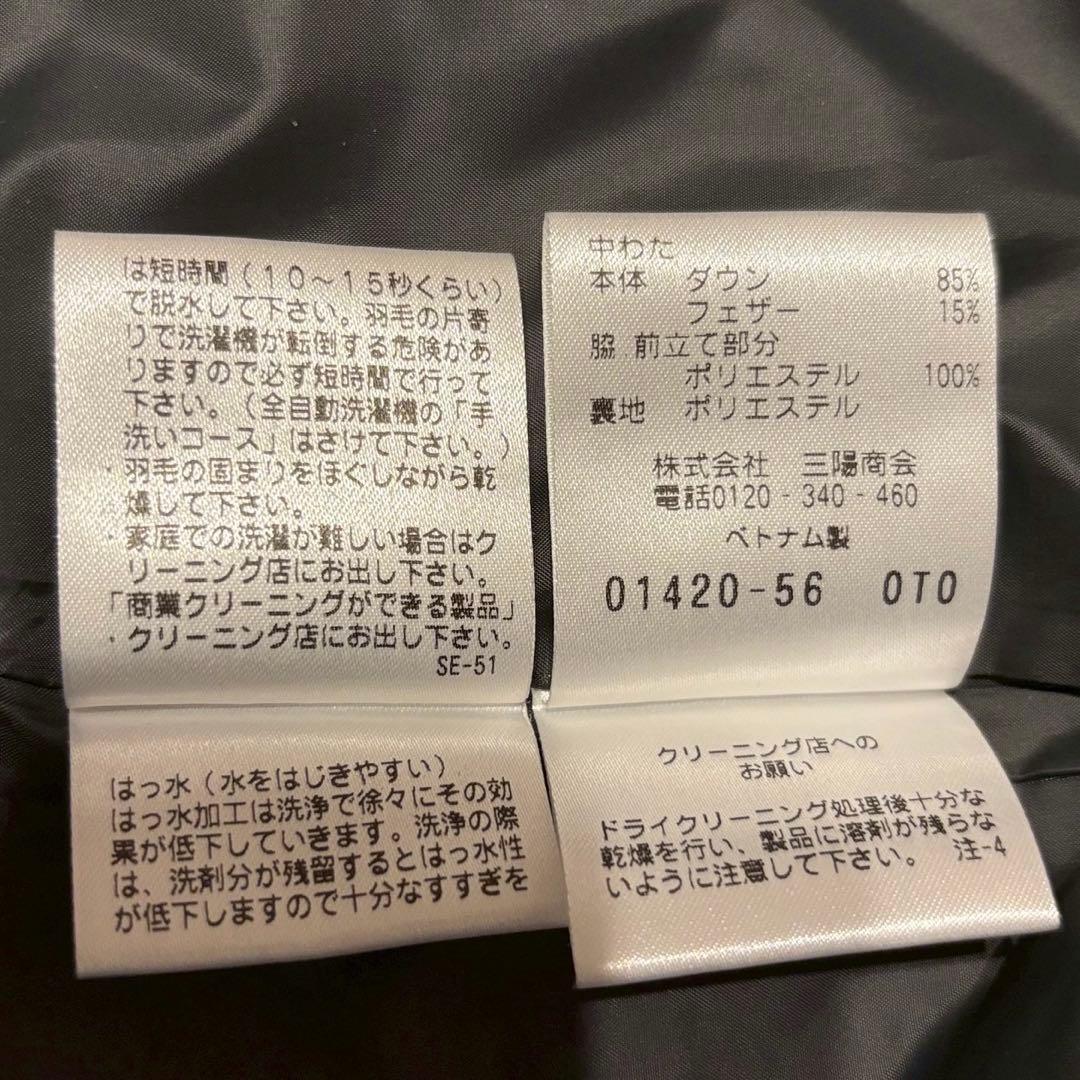 は短時間(10～15秒くらい)
で脱水して下さい。羽毛の片寄
りで洗濯機が転倒する危険があ
りますので必ず短時間で行って
下さい。(全自動洗濯機の「手
洗いコース」はさけて下さい。)
・羽毛の固まりをほぐしながら乾
燥して下さい。
・家庭での洗濯が難しい場合はク
リーニング店にお出し下さい。
「商業クリーニングができる製品」
・クリーニング店にお出し下さい。
SE-51
はっ水(水をはじきやすい)
はっ水加工は洗浄で徐々にその効
果が低下していきます。洗浄の際
は、洗剤分が残留するとはっ水性
が低下しますので十分なすすぎを
中わた
本体 ダウン 85%
フェザー 15%
脇 前立て部分
ポリエステル 100%
裏地 ポリエステル
株式会社 三陽商会
電話0120-340-460
ベトナム製
01420-56 0T0
クリーニング店への
お願い
ドライクリーニング処理後十分な
乾燥を行い、製品に溶剤が残らな
いように注意して下さい。 注-4